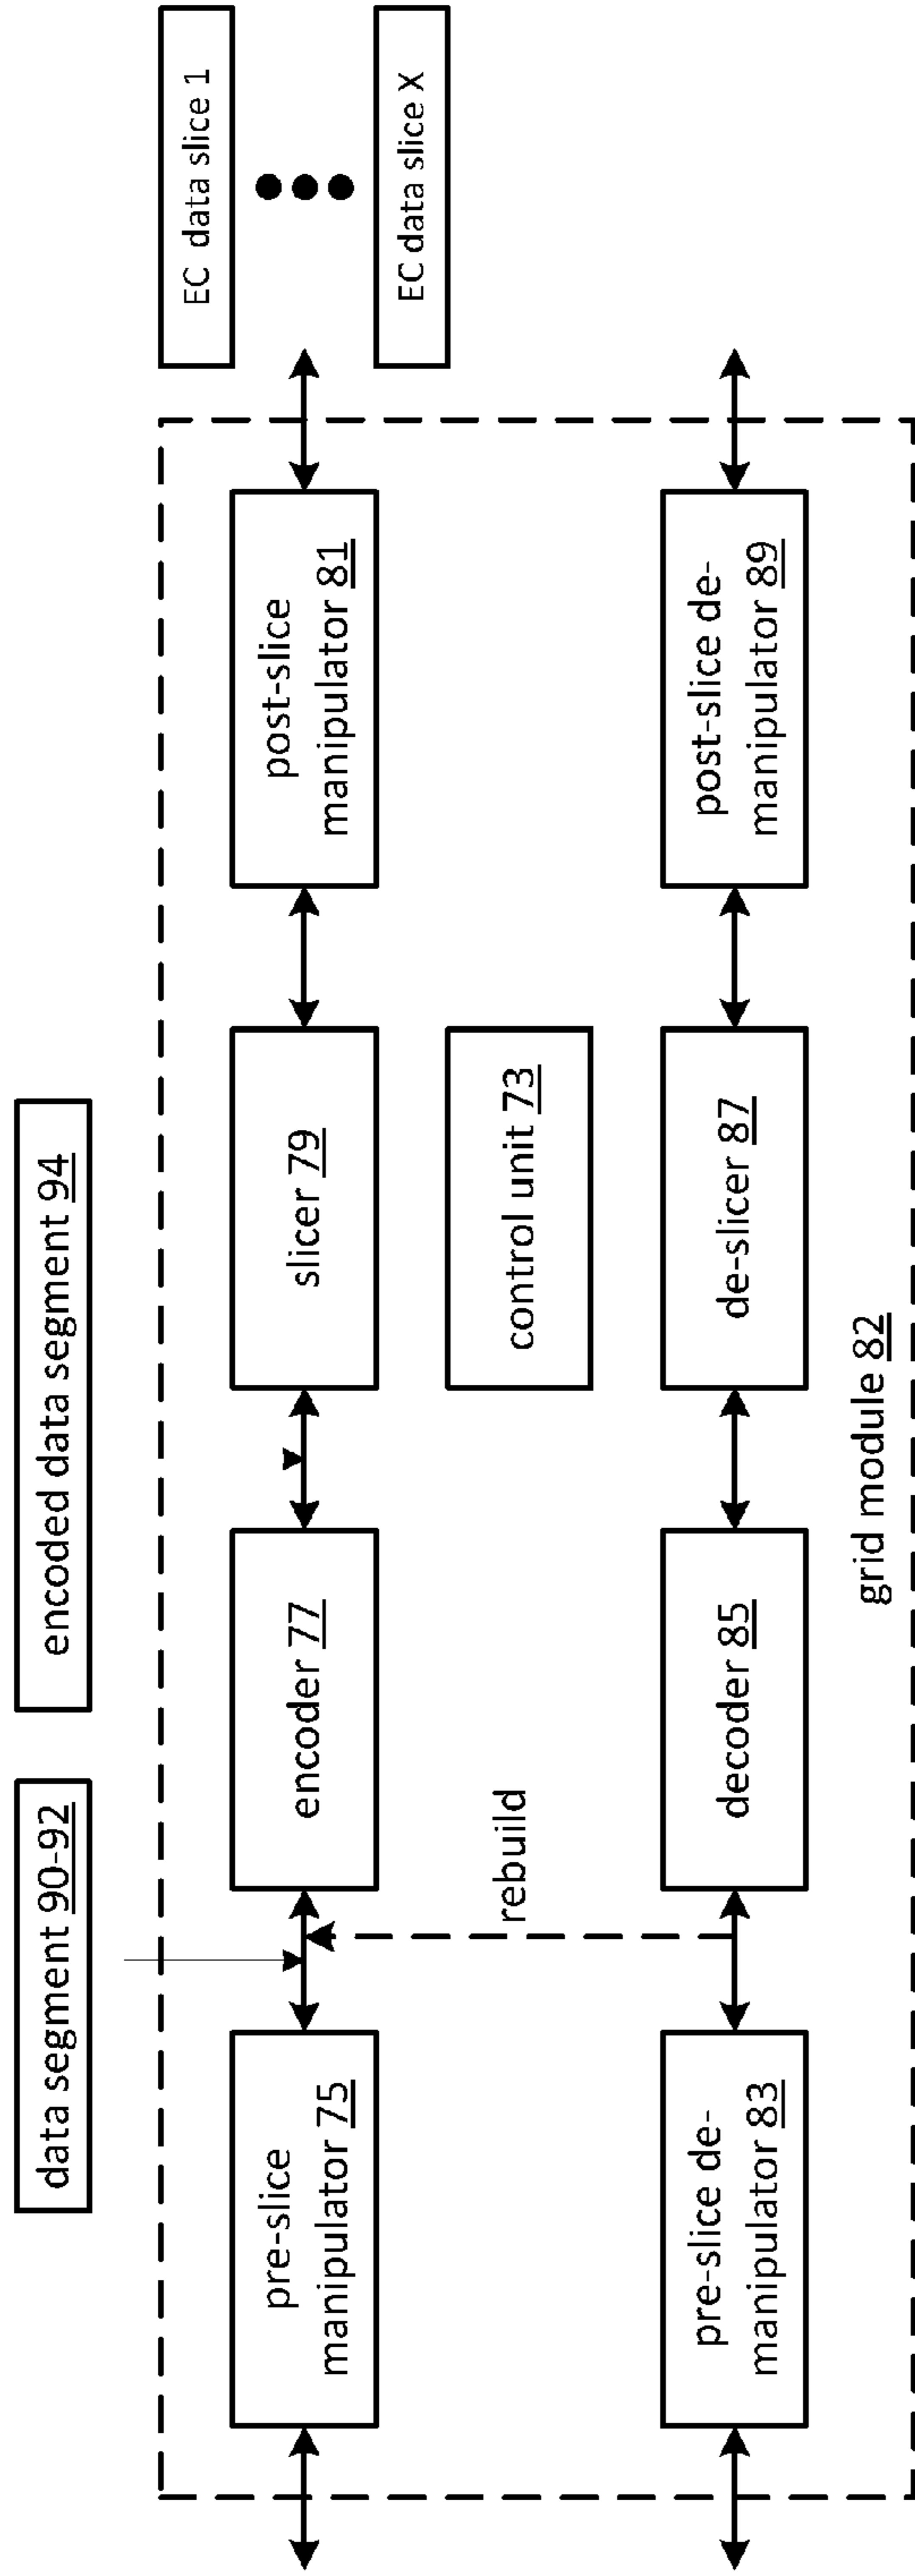 data segment 90-92
encoded data segment 94
EC data slice 1
EC data slice X
pre-slice
manipulator 75
encoder 77
slicer 79
post-slice
manipulator 81
rebuild
control unit 73
pre-slice de-
manipulator 83
decoder 85
de-slicer 87
post-slice de-
manipulator 89
grid module 82